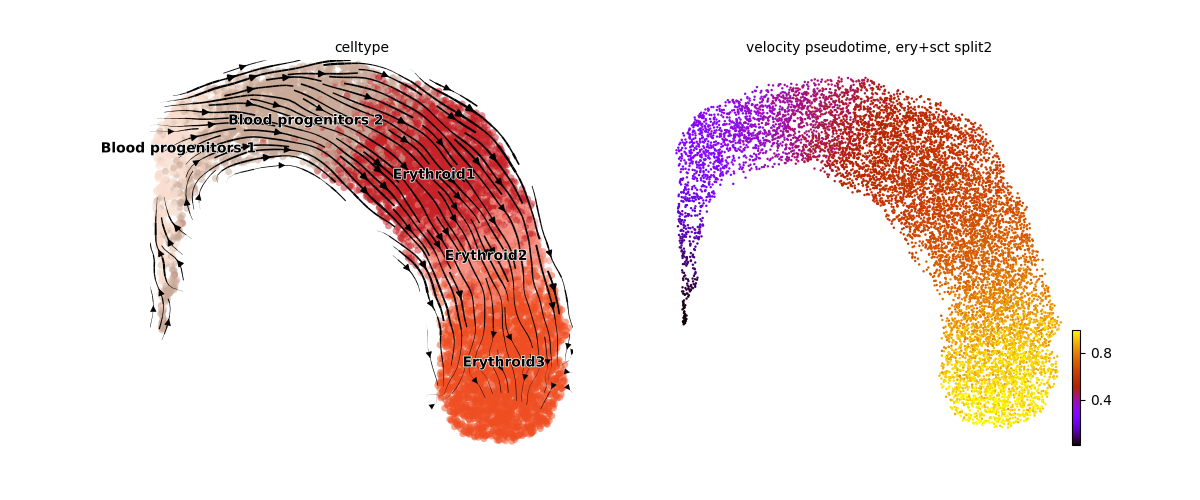 celltype
Blood progenitors 2
Blood progenitors 1
Erythroid1
Erythroid2
Erythroid3
velocity pseudotime, ery+sct split2
0.8
0.4